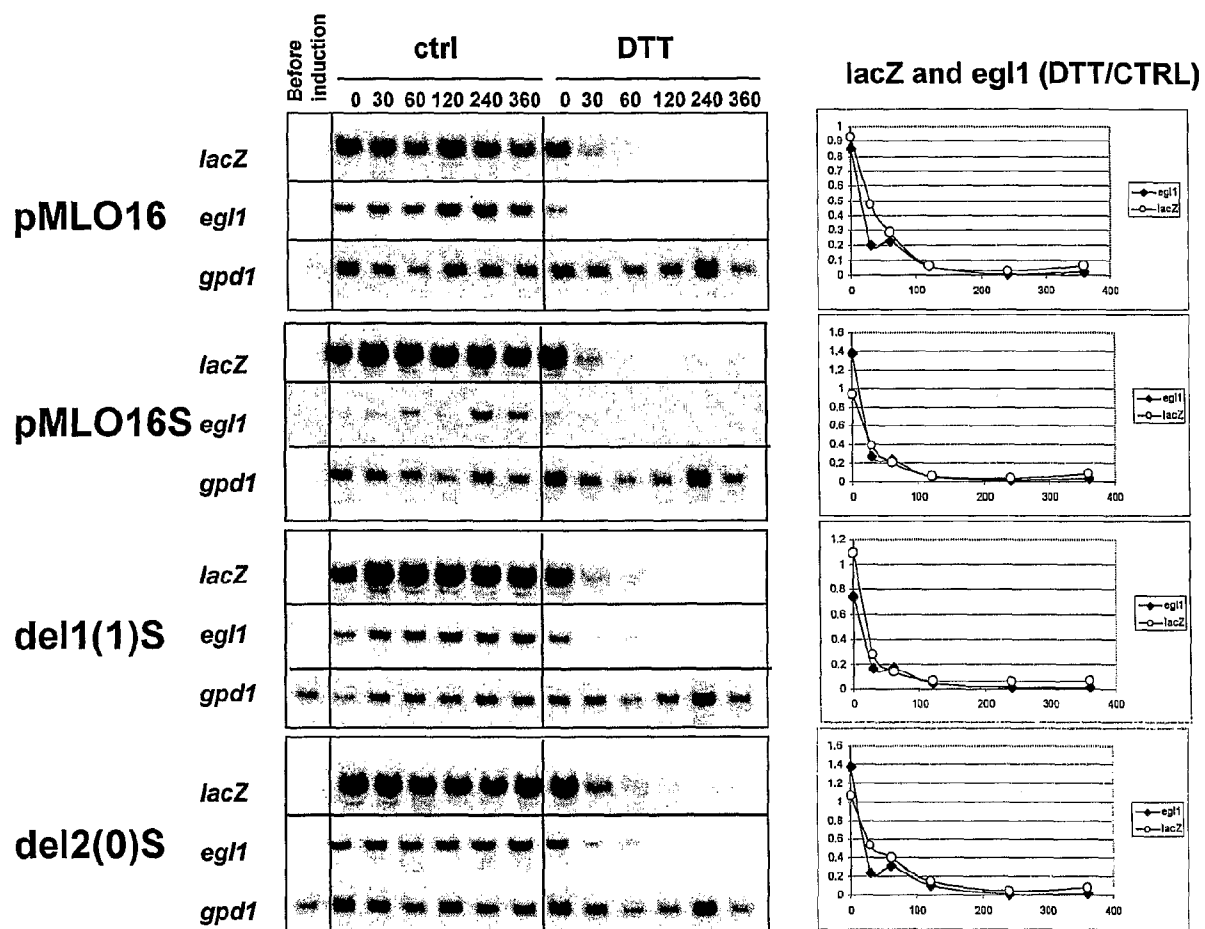 Before induction
ctrl
DTT
lacZ and egl1 (DTT/CTRL)
0 30 60 120 240 360
0 30 60 120 240 360
pMLO16
lacZ
egl1
gpd1
1
0.9
0.8
0.7
0.6
0.5
0.4
0.3
0.2
0.1
0
0 100 200 300 400
egl1
lacZ
pMLO16S
lacZ
egl1
gpd1
1.6
1.4
1.2
1
0.8
0.6
0.4
0.2
0
0 100 200 300 400
egl1
lacZ
del1(1)S
lacZ
egl1
gpd1
1.2
1
0.8
0.6
0.4
0.2
0
0 100 200 300 400
egl1
lacZ
del2(0)S
lacZ
egl1
gpd1
1.6
1.4
1.2
1
0.8
0.6
0.4
0.2
0
0 100 200 300 400
egl1
lacZ